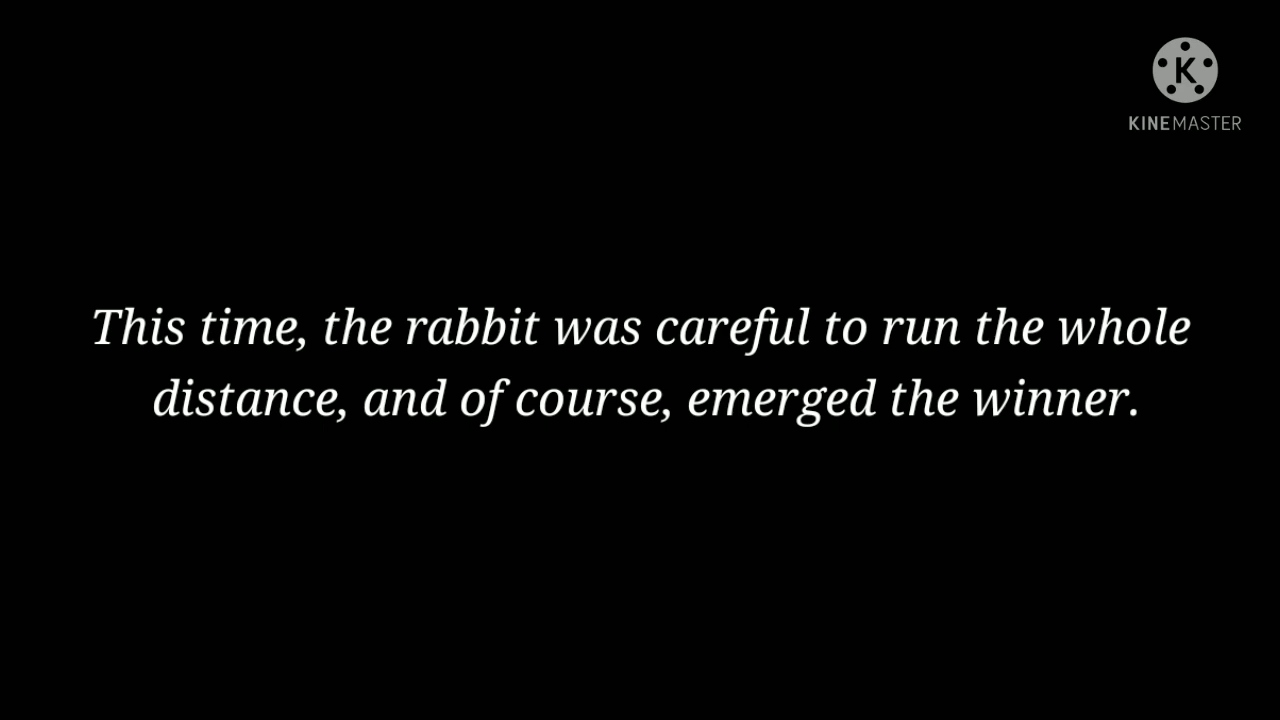 K
KINEMASTER
This time, the rabbit was careful to run the whole
distance, and of course, emerged the winner.